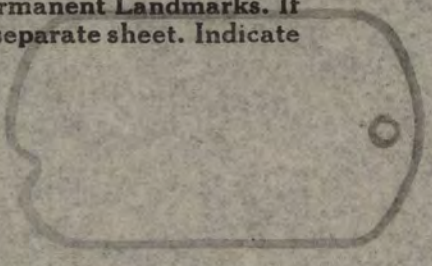 rmanent Landmarks. If
separate sheet. Indicate